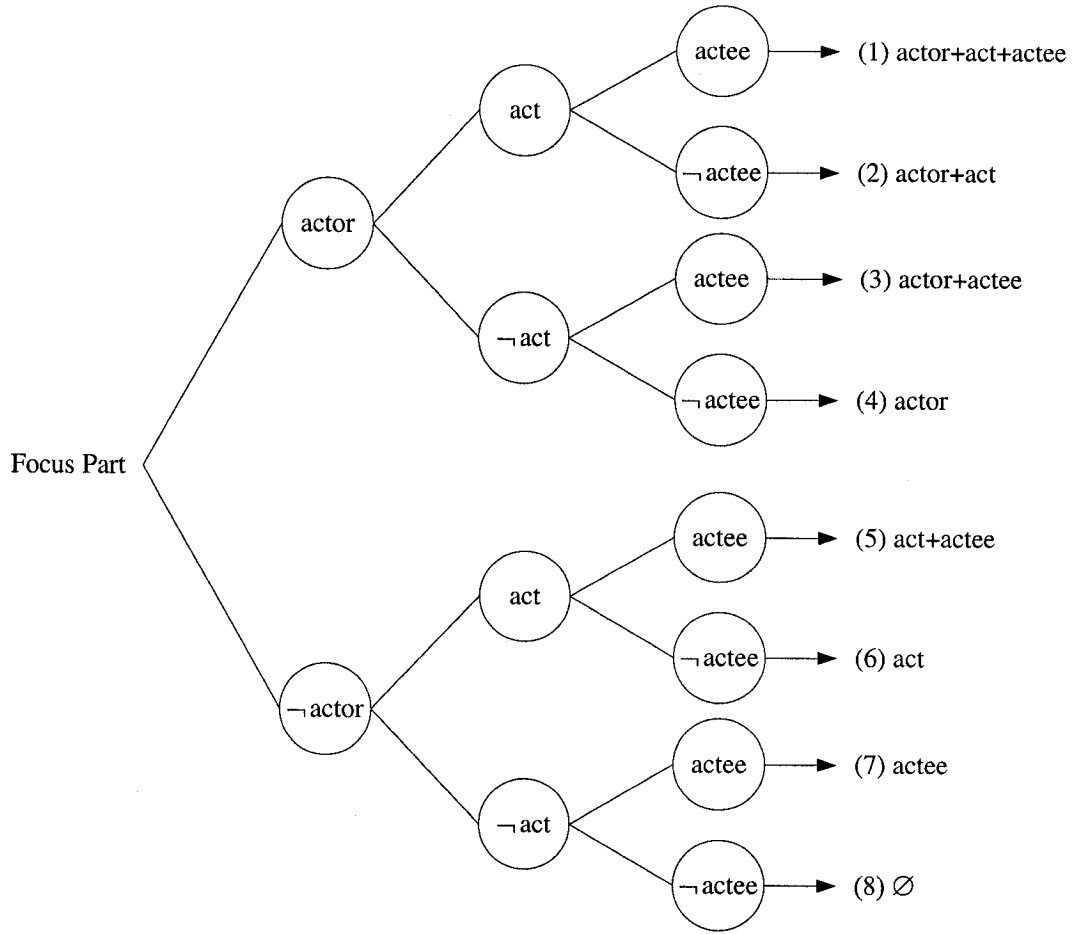 actee
(1) actor+act+actee
act
¬ actee
(2) actor+act
actor
actee
(3) actor+actee
¬ act
¬ actee
(4) actor
Focus Part
actee
(5) act+actee
act
¬ actee
(6) act
¬ actor
actee
(7) actee
¬ act
¬ actee
(8) ∅